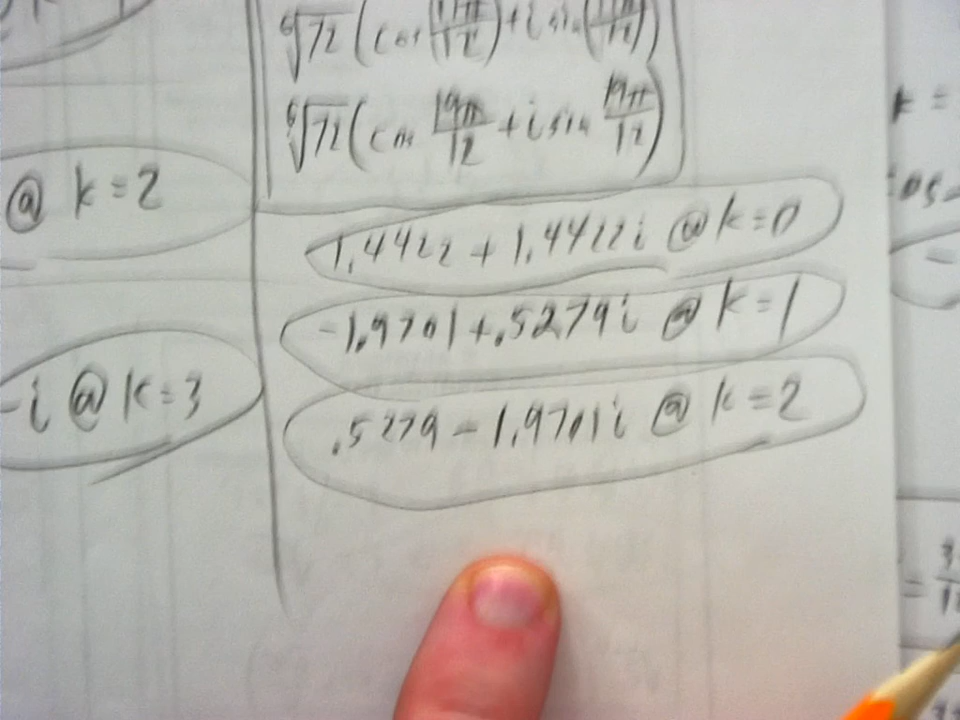 ⁶√72 (cos (11π/12) + i sin (11π/12))
⁶√72 (cos 19π/12 + i sin 19π/12)
@ k = 2
1.4422 + 1.4422i @ k = 0
-1.9701 + .5279i @ k = 1
-i @ k = 3
.5279 - 1.9701i @ k = 2
k =
=